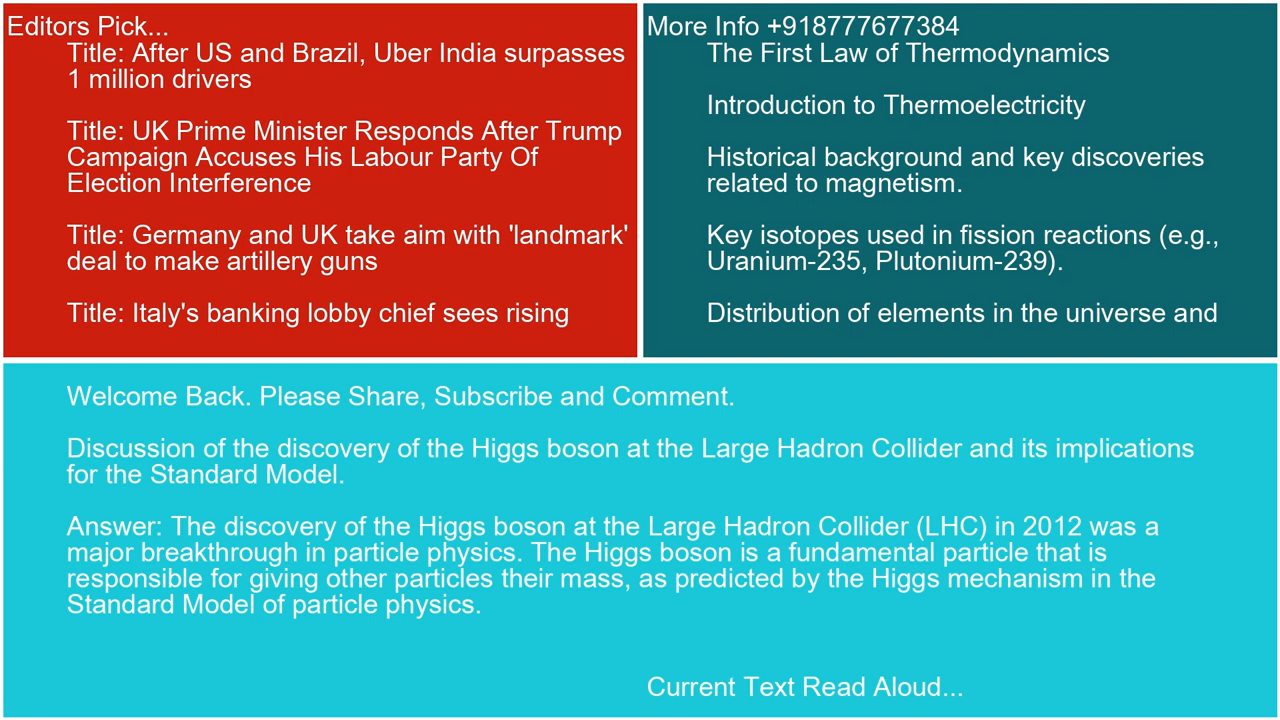 Editors Pick...
Title: After US and Brazil, Uber India surpasses
1 million drivers
Title: UK Prime Minister Responds After Trump
Campaign Accuses His Labour Party Of
Election Interference
Title: Germany and UK take aim with 'landmark'
deal to make artillery guns
Title: Italy's banking lobby chief sees rising
More Info +918777677384
The First Law of Thermodynamics
Introduction to Thermoelectricity
Historical background and key discoveries
related to magnetism.
Key isotopes used in fission reactions (e.g.,
Uranium-235, Plutonium-239).
Distribution of elements in the universe and
Welcome Back. Please Share, Subscribe and Comment.
Discussion of the discovery of the Higgs boson at the Large Hadron Collider and its implications
for the Standard Model.
Answer: The discovery of the Higgs boson at the Large Hadron Collider (LHC) in 2012 was a
major breakthrough in particle physics. The Higgs boson is a fundamental particle that is
responsible for giving other particles their mass, as predicted by the Higgs mechanism in the
Standard Model of particle physics.
Current Text Read Aloud...